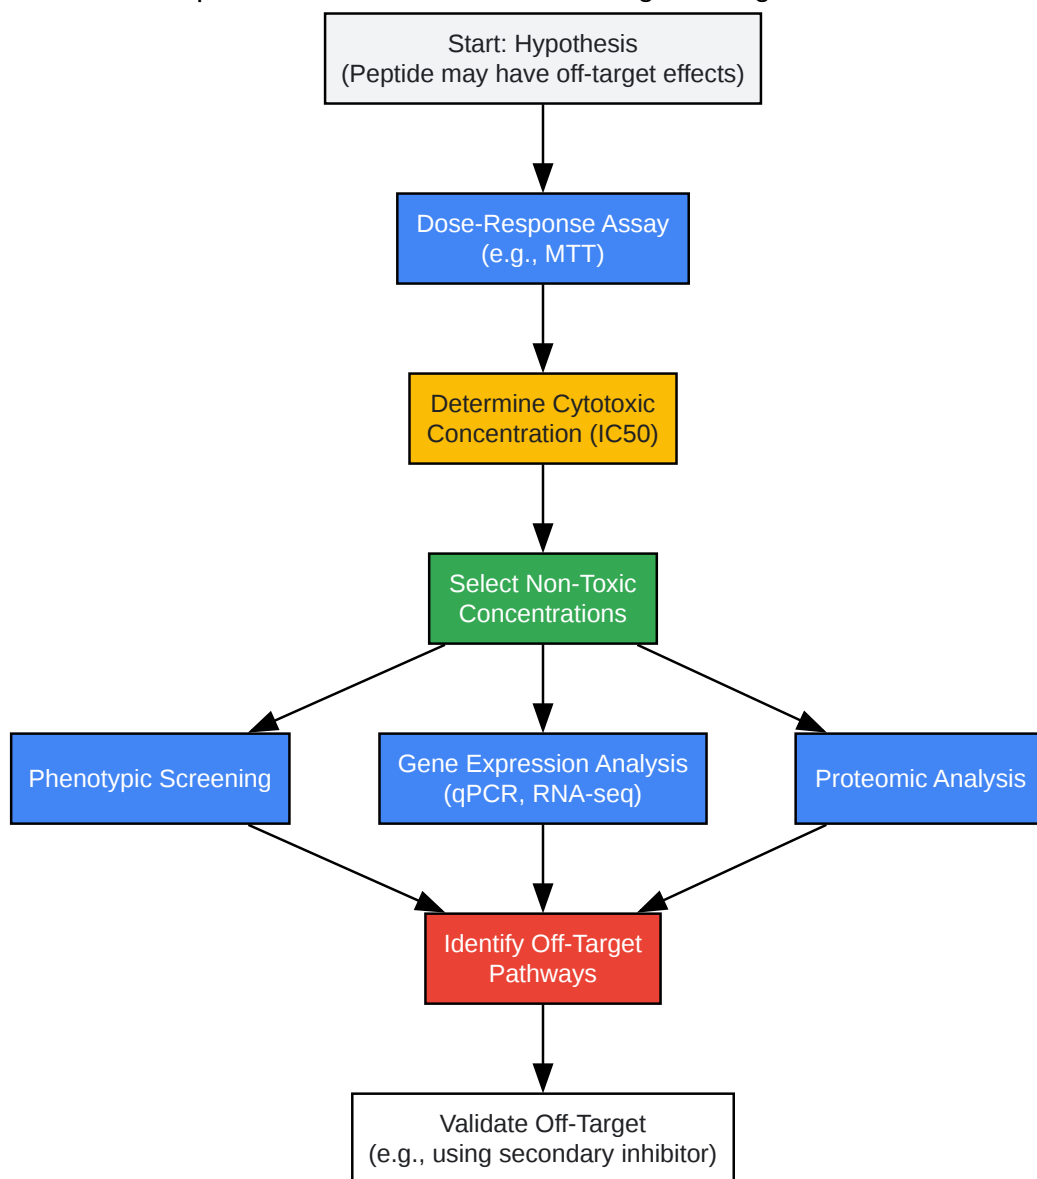 Start: Hypothesis
(Peptide may have off-target effects)
Dose-Response Assay
(e.g., MTT)
Determine Cytotoxic
Concentration (IC50)
Select Non-Toxic
Concentrations
Phenotypic Screening
Gene Expression Analysis
(qPCR, RNA-seq)
Proteomic Analysis
Identify Off-Target
Pathways
Validate Off-Target
(e.g., using secondary inhibitor)